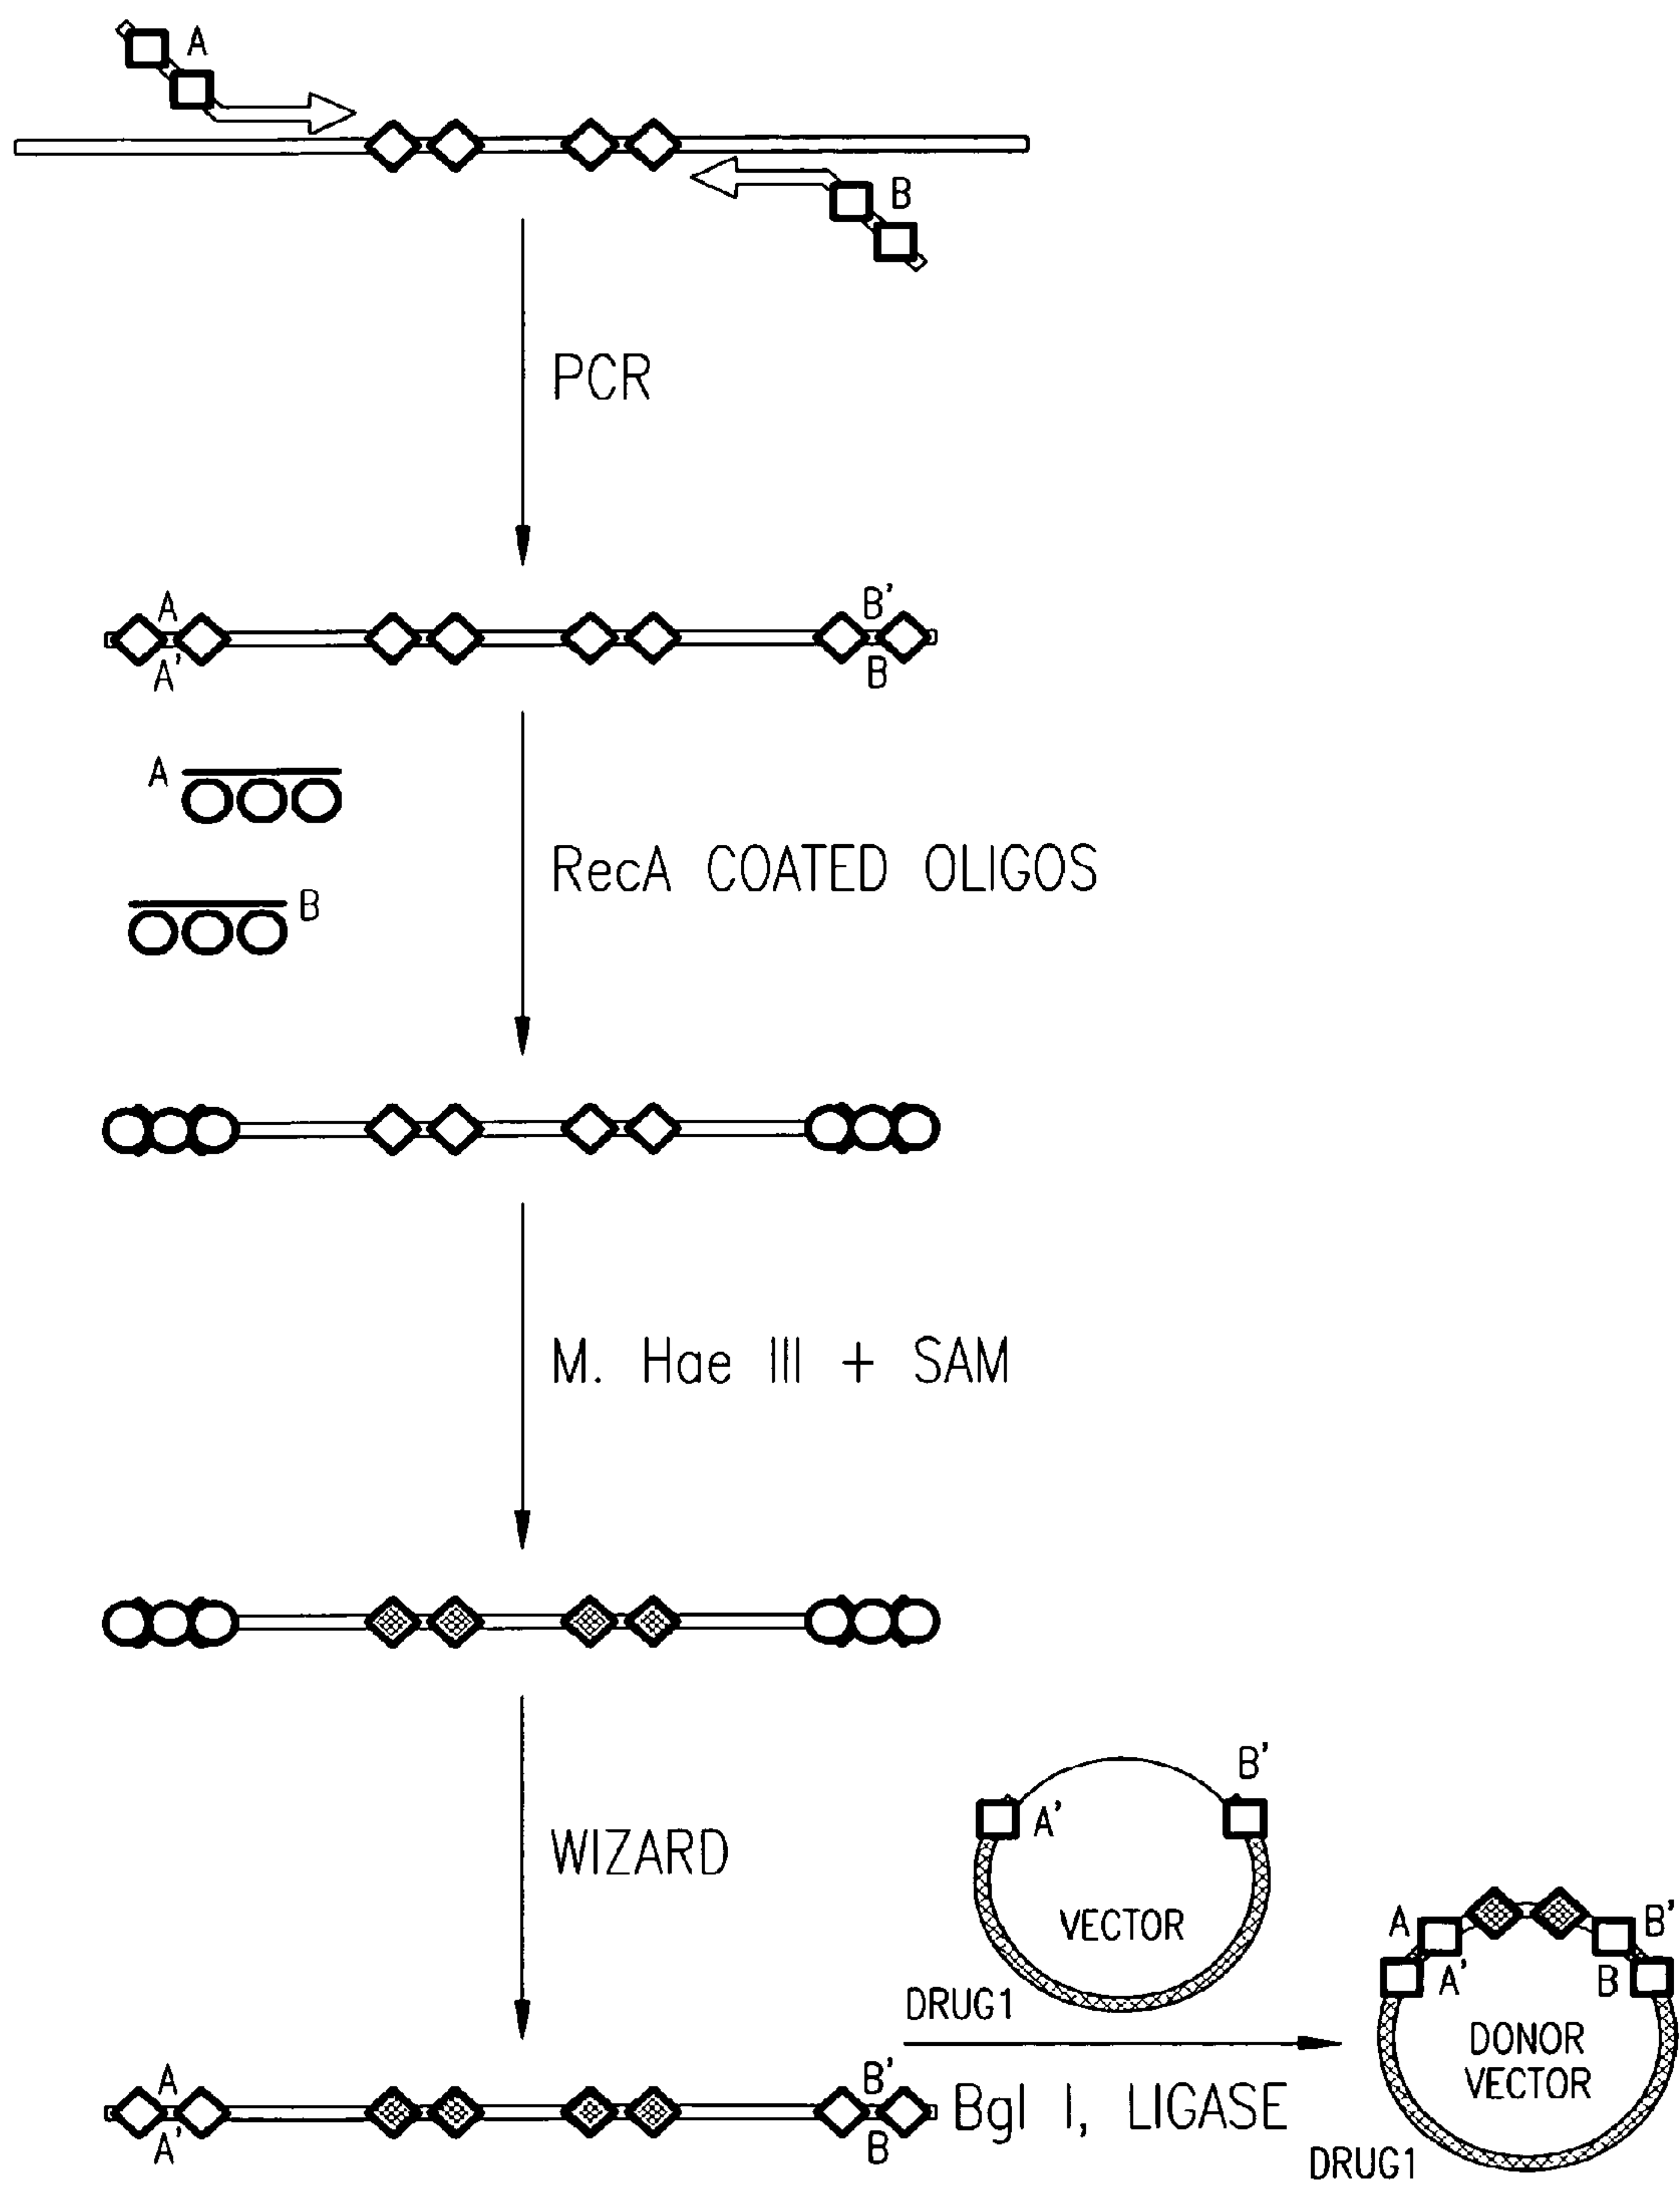 A
B
PCR
A
B'
A'
B
A
RecA COATED OLIGOS
B
M. Hae III + SAM
B'
A'
WIZARD
VECTOR
A
B'
A'
B
DRUG1
DONOR
VECTOR
A
B'
Bgl I, LIGASE
A'
B
DRUG1